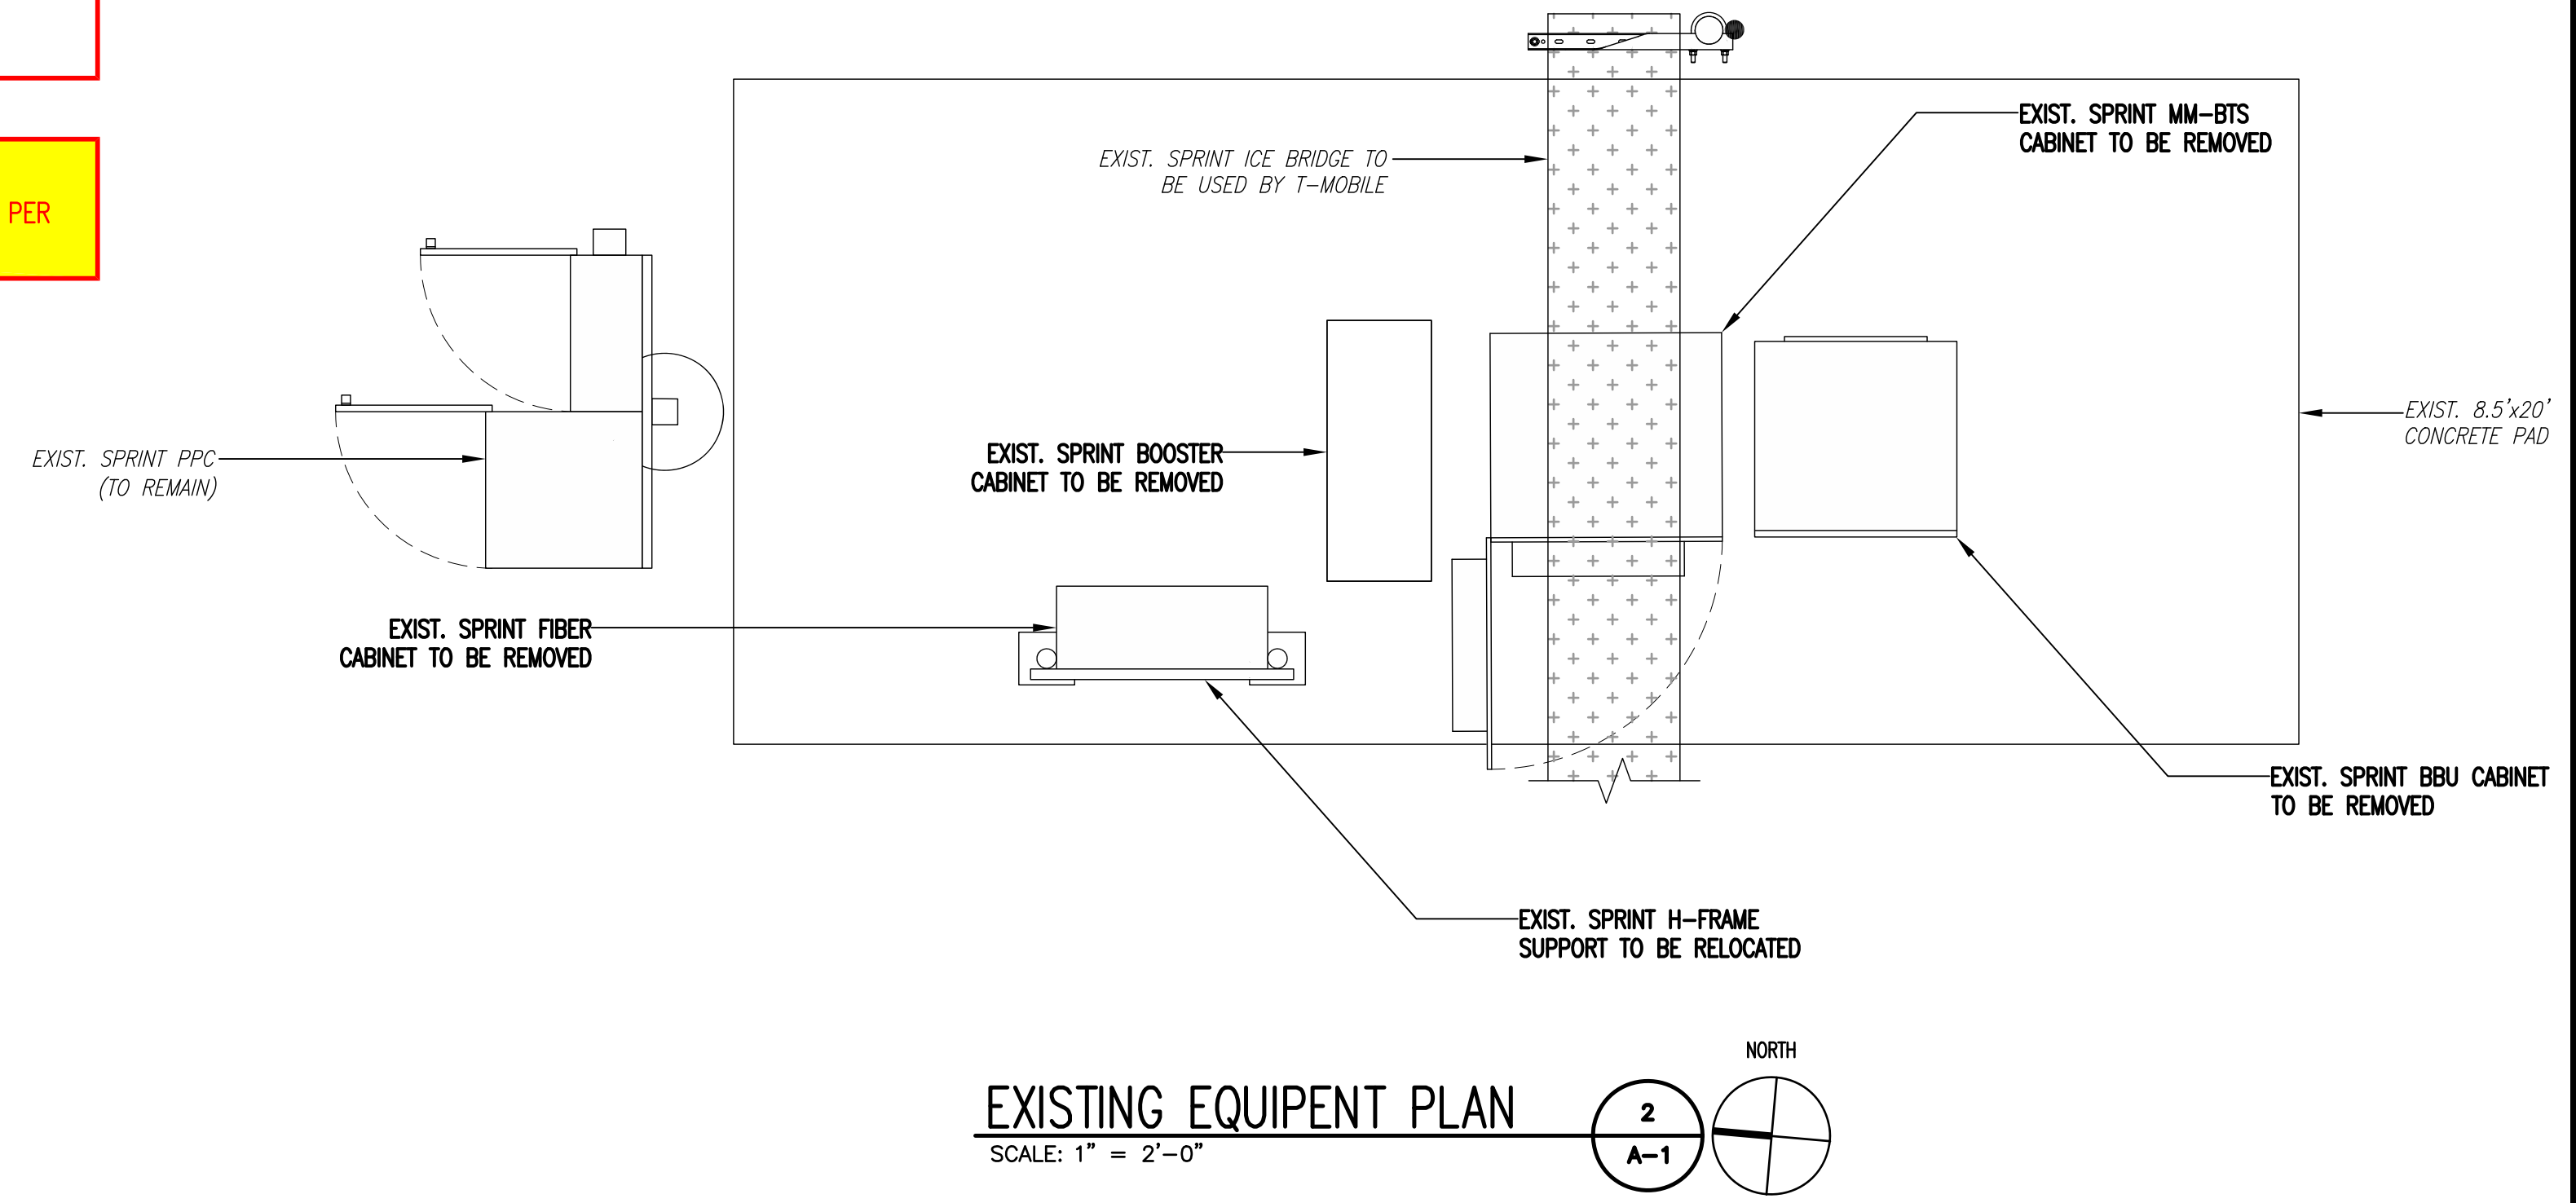 PER
EXIST. SPRINT ICE BRIDGE TO
BE USED BY T-MOBILE
EXIST. SPRINT MM-BTS
CABINET TO BE REMOVED
EXIST. SPRINT PPC
(TO REMAIN)
EXIST. SPRINT BOOSTER
CABINET TO BE REMOVED
EXIST. 8.5'x20'
CONCRETE PAD
EXIST. SPRINT FIBER
CABINET TO BE REMOVED
EXIST. SPRINT BBU CABINET
TO BE REMOVED
EXIST. SPRINT H-FRAME
SUPPORT TO BE RELOCATED
EXISTING EQUIPENT PLAN
SCALE: 1" = 2'-0"
2
A-1
NORTH